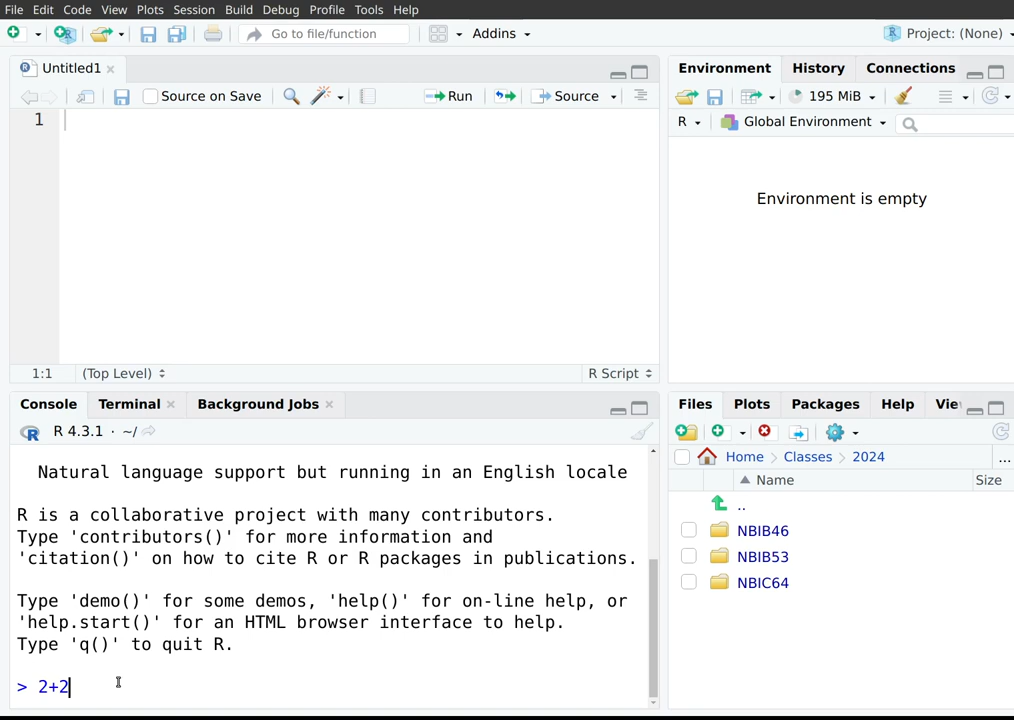 File Edit Code View Plots Session Build Debug Profile Tools Help
Go to file/function Addins Project: (None)
Untitled1
Source on Save Run Source
1
1:1 (Top Level) R Script
Console Terminal Background Jobs
R 4.3.1 · ~/
Natural language support but running in an English locale
R is a collaborative project with many contributors.
Type 'contributors()' for more information and
'citation()' on how to cite R or R packages in publications.
Type 'demo()' for some demos, 'help()' for on-line help, or
'help.start()' for an HTML browser interface to help.
Type 'q()' to quit R.
> 2+2
Environment History Connections
195 MiB
R Global Environment
Environment is empty
Files Plots Packages Help Vie
Home Classes 2024 ...
Name Size
..
NBIB46
NBIB53
NBIC64